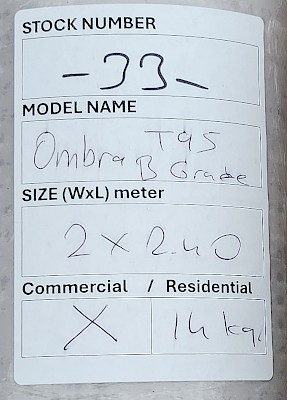 STOCK NUMBER
-33-
MODEL NAME
Ombra T95
B Grade
SIZE (WxL) meter
2 x 2.40
Commercial / Residential
X 14 kg.